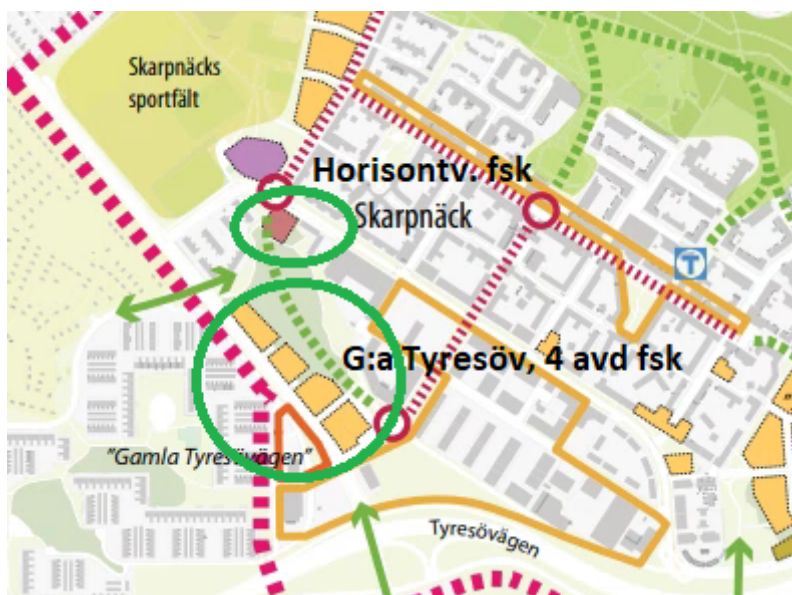 Skarpnäcks
sportfält
Horisontv. fsk
Skarpnäck
T
G:a Tyresöv, 4 avd fsk
"Gamla Tyresövägen"
Tyresövägen